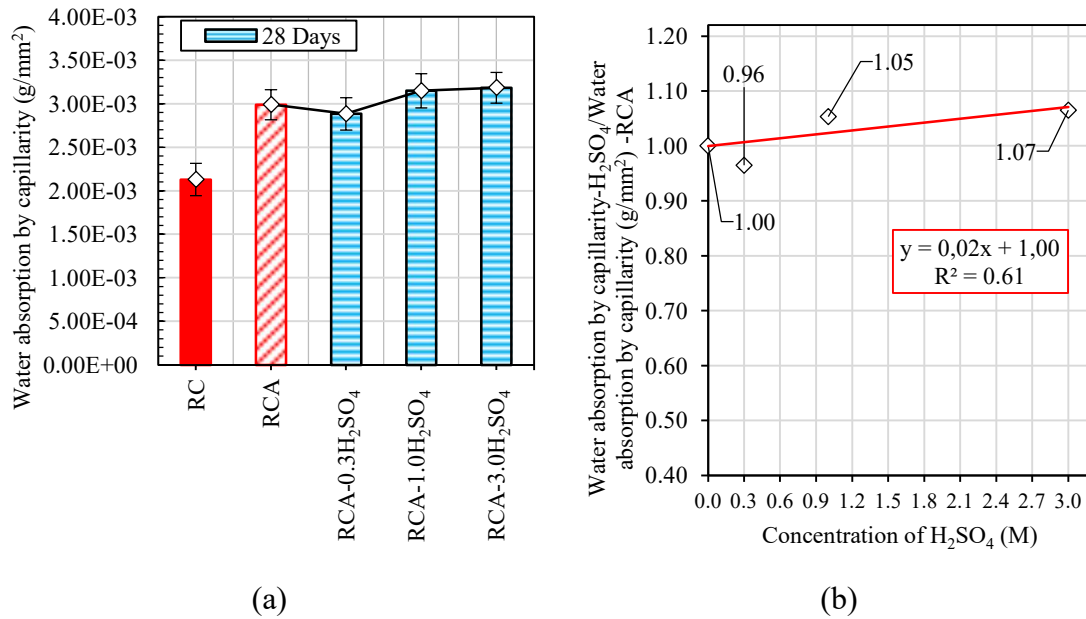 Water absorption by capillarity (g/mm²)
4.00E-03
3.50E-03
3.00E-03
2.50E-03
2.00E-03
1.50E-03
1.00E-03
5.00E-04
0.00E+00
28 Days
RC
RCA
RCA-0.3H₂SO₄
RCA-1.0H₂SO₄
RCA-3.0H₂SO₄
(a)
Water absorption by capillarity-H₂SO₄/Water
absorption by capillarity (g/mm²) -RCA
1.20
1.10
1.00
0.90
0.80
0.70
0.60
0.50
0.40
0.96
1.05
1.00
1.07
y = 0,02x + 1,00
R² = 0.61
0.0 0.3 0.6 0.9 1.2 1.5 1.8 2.1 2.4 2.7 3.0
Concentration of H₂SO₄ (M)
(b)